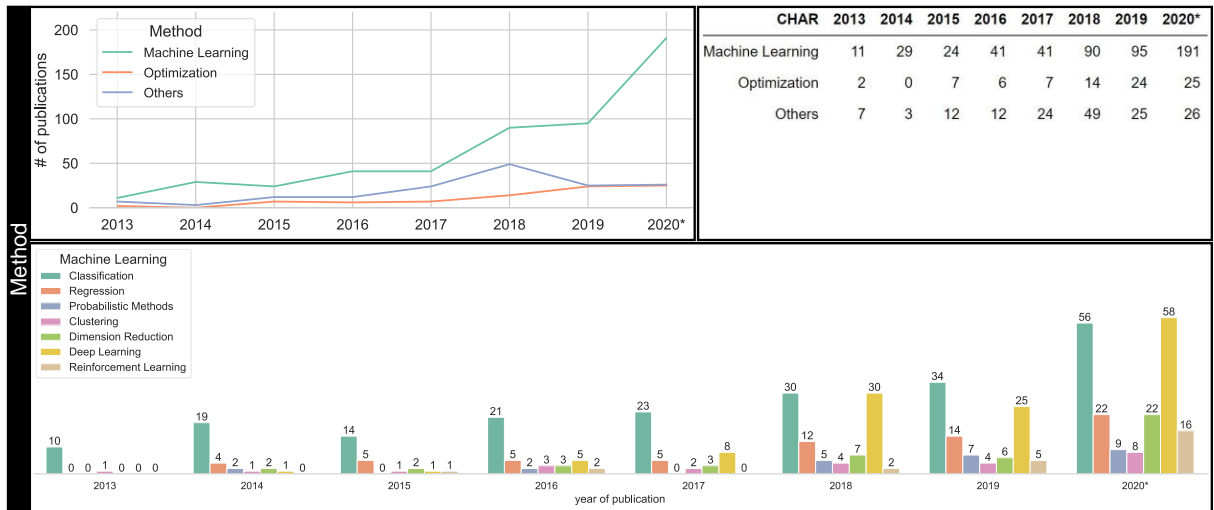 Method
Method
Machine Learning
Optimization
Others
# of publications
200
150
100
50
0
2013 2014 2015 2016 2017 2018 2019 2020*
CHAR 2013 2014 2015 2016 2017 2018 2019 2020*
Machine Learning 11 29 24 41 41 90 95 191
Optimization 2 0 7 6 7 14 24 25
Others 7 3 12 12 24 49 25 26
Machine Learning
Classification
Regression
Probabilistic Methods
Clustering
Dimension Reduction
Deep Learning
Reinforcement Learning
10 0 0 1 0 0 0
19 4 2 1 2 1 0
14 5 0 1 2 1 1
21 5 2 3 3 5 2
23 5 0 2 3 8 0
30 12 5 4 7 30 2
34 14 7 4 6 25 5
56 22 9 8 22 58 16
2013 2014 2015 2016 2017 2018 2019 2020*
year of publication